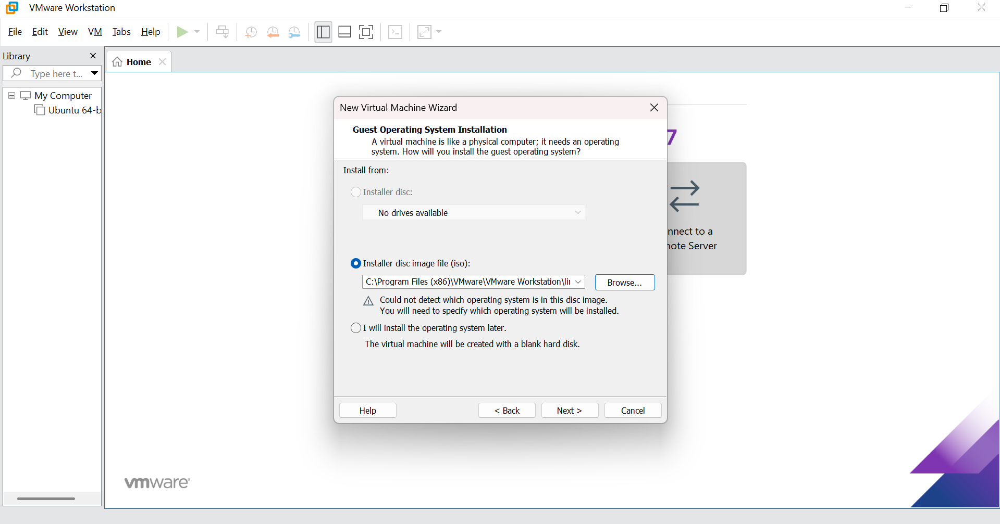 VMware Workstation
File Edit View VM Tabs Help
Library
Home
Type here t...
My Computer
Ubuntu 64-b
New Virtual Machine Wizard
Guest Operating System Installation
A virtual machine is like a physical computer; it needs an operating
system. How will you install the guest operating system?
7
Install from:
Installer disc:
No drives available
nnect to a
note Server
Installer disc image file (iso):
C:\Program Files (x86)\VMware\VMware Workstation\lin
Browse...
Could not detect which operating system is in this disc image.
You will need to specify which operating system will be installed.
I will install the operating system later.
The virtual machine will be created with a blank hard disk.
Help < Back Next > Cancel
vmware®